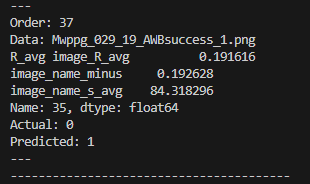 ---
Order: 37
Data: Mwppg_029_19_AWBsuccess_1.png
R_avg image_R_avg 0.191616
image_name_minus 0.192628
image_name_s_avg 84.318296
Name: 35, dtype: float64
Actual: 0
Predicted: 1
---
----------------------------------------